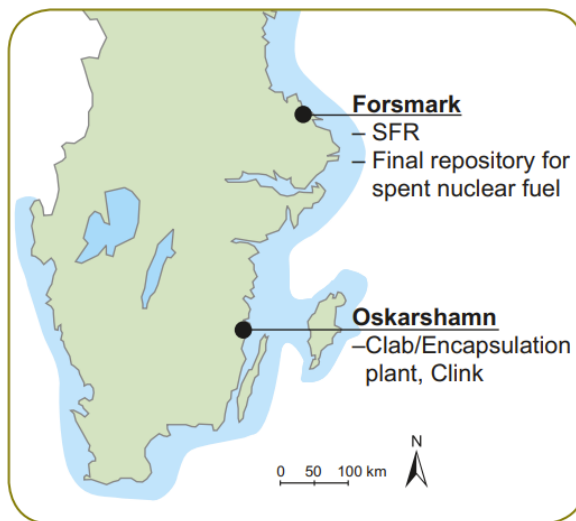 Forsmark
– SFR
– Final repository for
spent nuclear fuel
Oskarshamn
–Clab/Encapsulation
plant, Clink
N
0 50 100 km